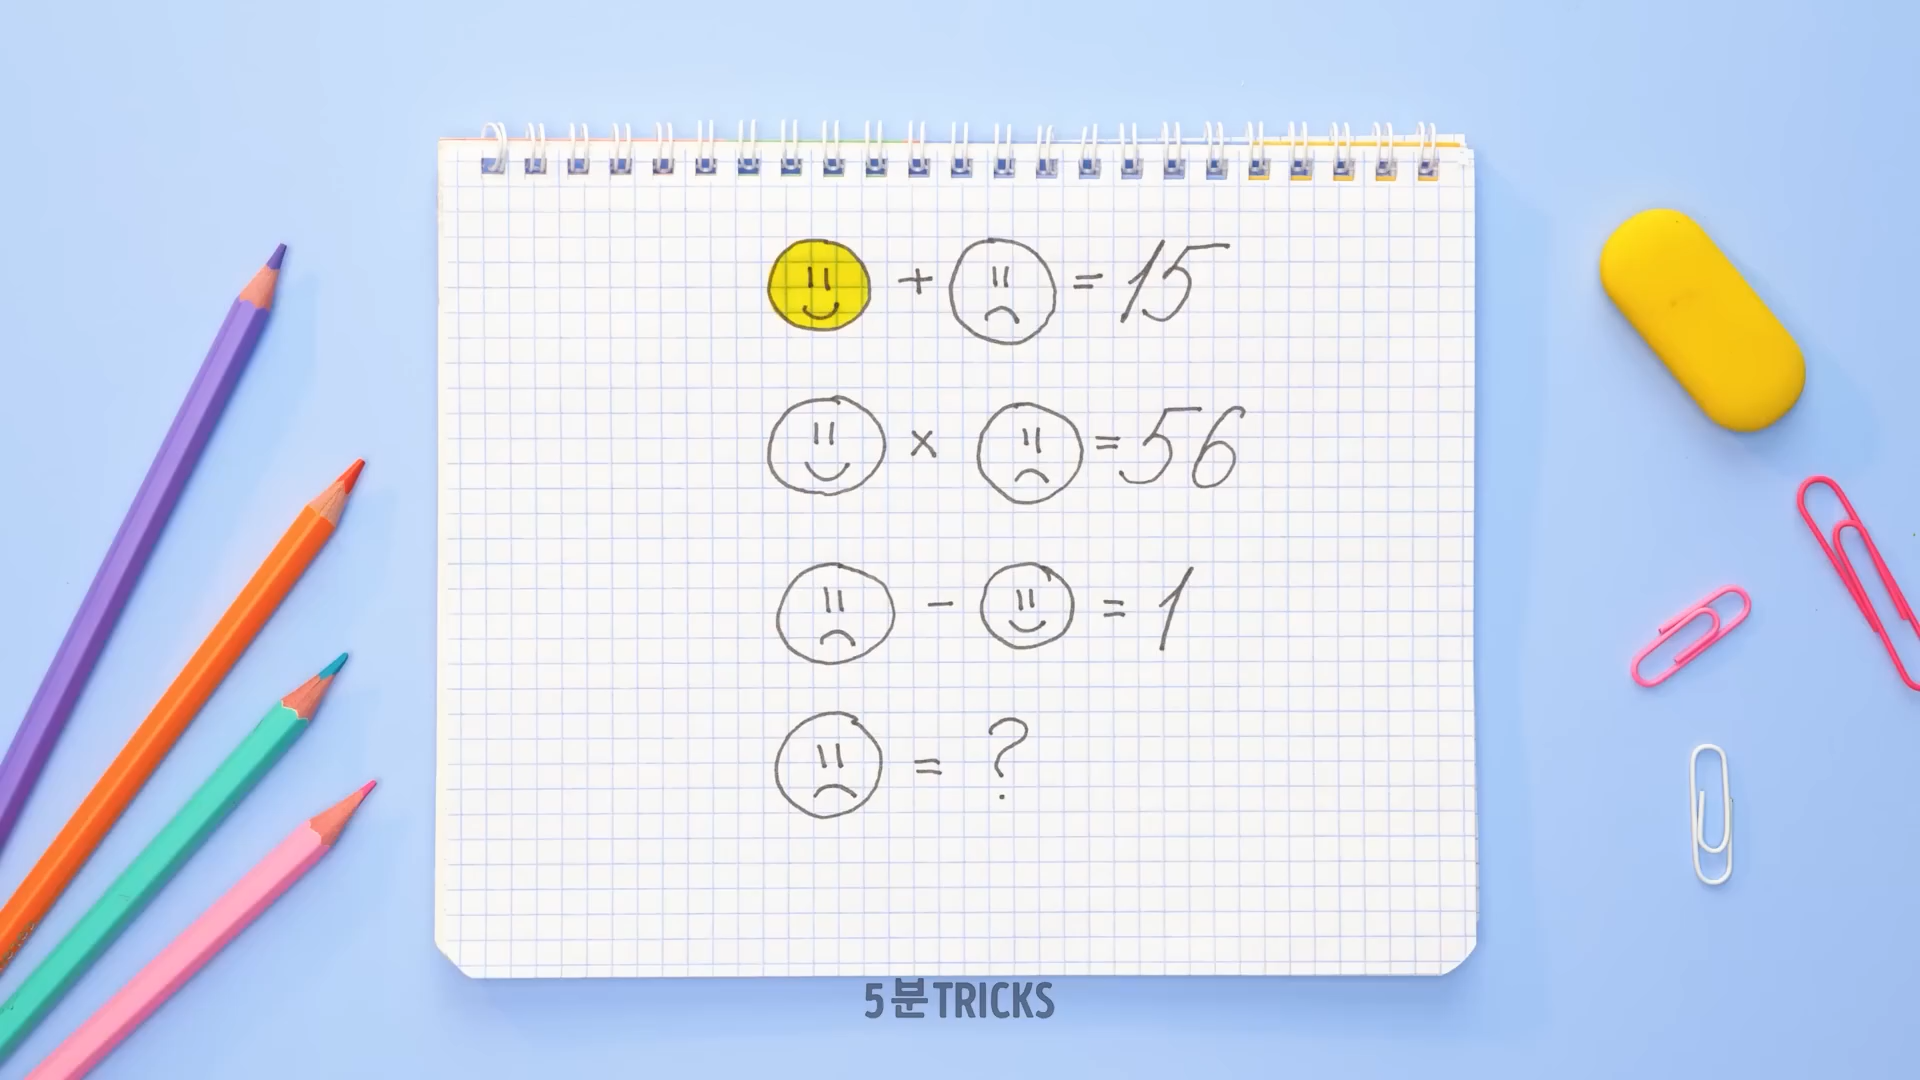 🙂 + 🙁 = 15
🙂 x 🙁 = 56
🙁 - 🙂 = 1
🙁 = ?
5분TRICKS